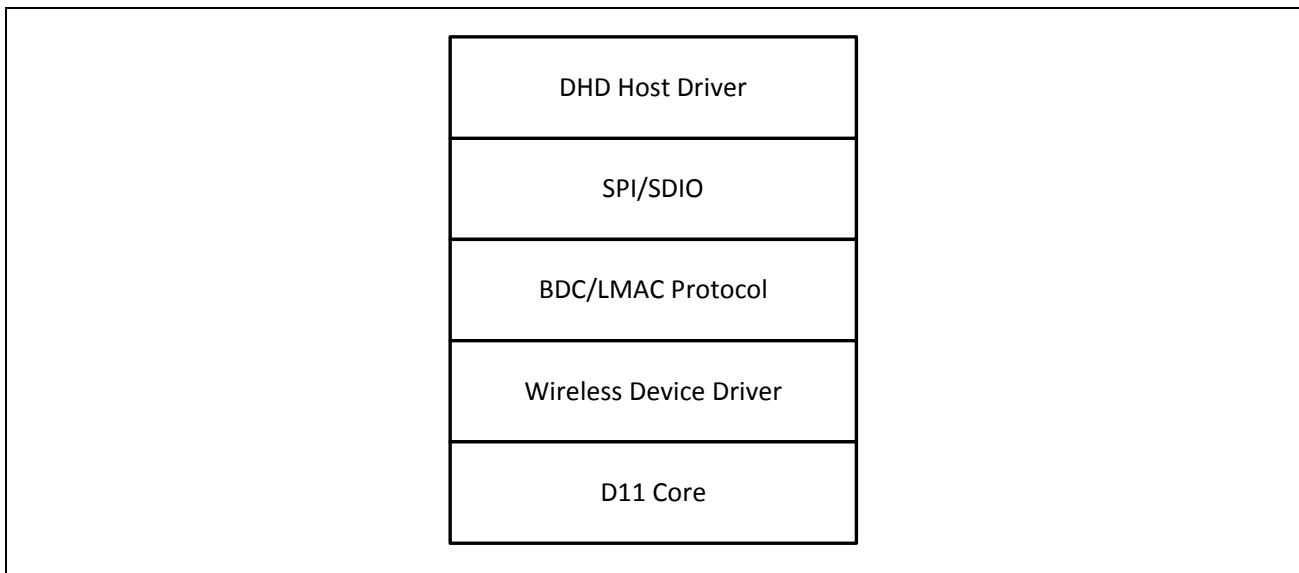 DHD Host Driver
SPI/SDIO
BDC/LMAC Protocol
Wireless Device Driver
D11 Core